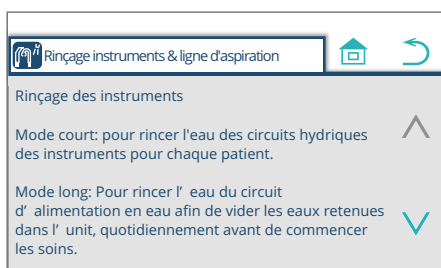 Rinçage instruments & ligne d'aspiration
Rinçage des instruments
Mode court: pour rincer l'eau des circuits hydriques
des instruments pour chaque patient.
Mode long: Pour rincer l’ eau du circuit
d’ alimentation en eau afin de vider les eaux retenues
dans l’ unit, quotidiennement avant de commencer
les soins.